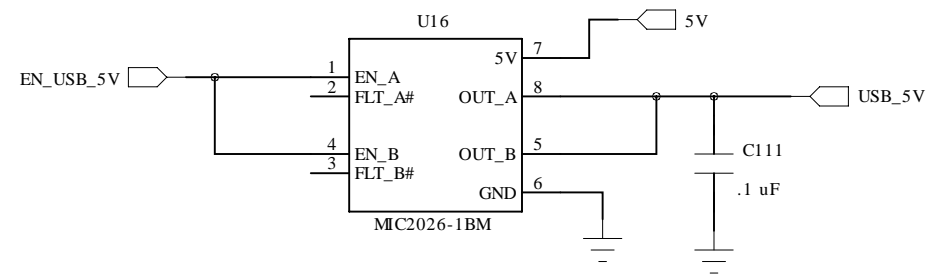 U16
5V
7
5V
EN_USB_5V
1
EN_A
2
FLT_A#
OUT_A
8
USB_5V
4
EN_B
3
FLT_B#
OUT_B
5
C111
GND
6
.1 uF
MIC2026-1BM